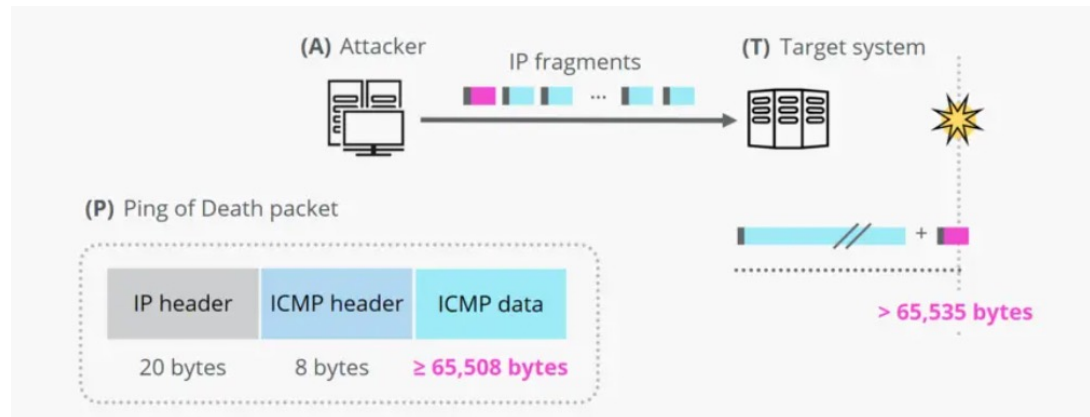 (A) Attacker
(T) Target system
IP fragments
...
(P) Ping of Death packet
+
IP header
ICMP header
ICMP data
> 65,535 bytes
20 bytes
8 bytes
≥ 65,508 bytes